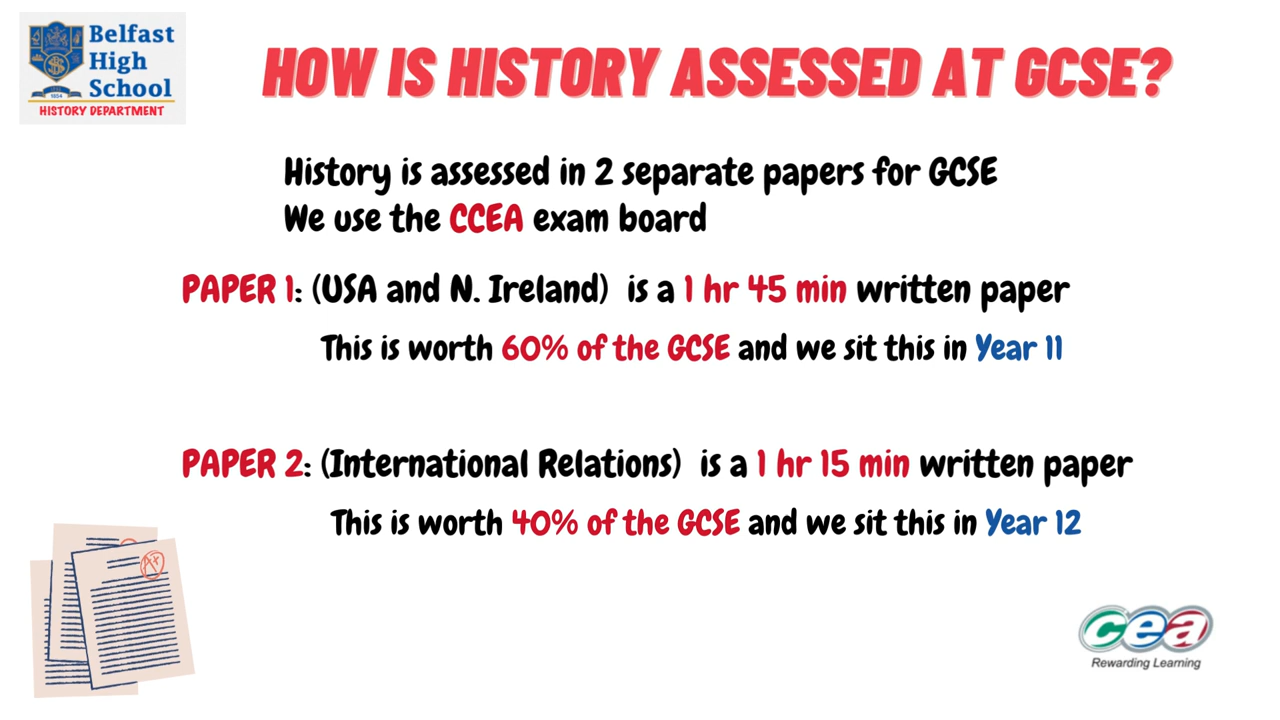 Belfast
High
School
HISTORY DEPARTMENT
HOW IS HISTORY ASSESSED AT GCSE?
History is assessed in 2 separate papers for GCSE
We use the CCEA exam board
PAPER 1: (USA and N. Ireland) is a 1 hr 45 min written paper
This is worth 60% of the GCSE and we sit this in Year 11
PAPER 2: (International Relations) is a 1 hr 15 min written paper
This is worth 40% of the GCSE and we sit this in Year 12
A+
cea
Rewarding Learning